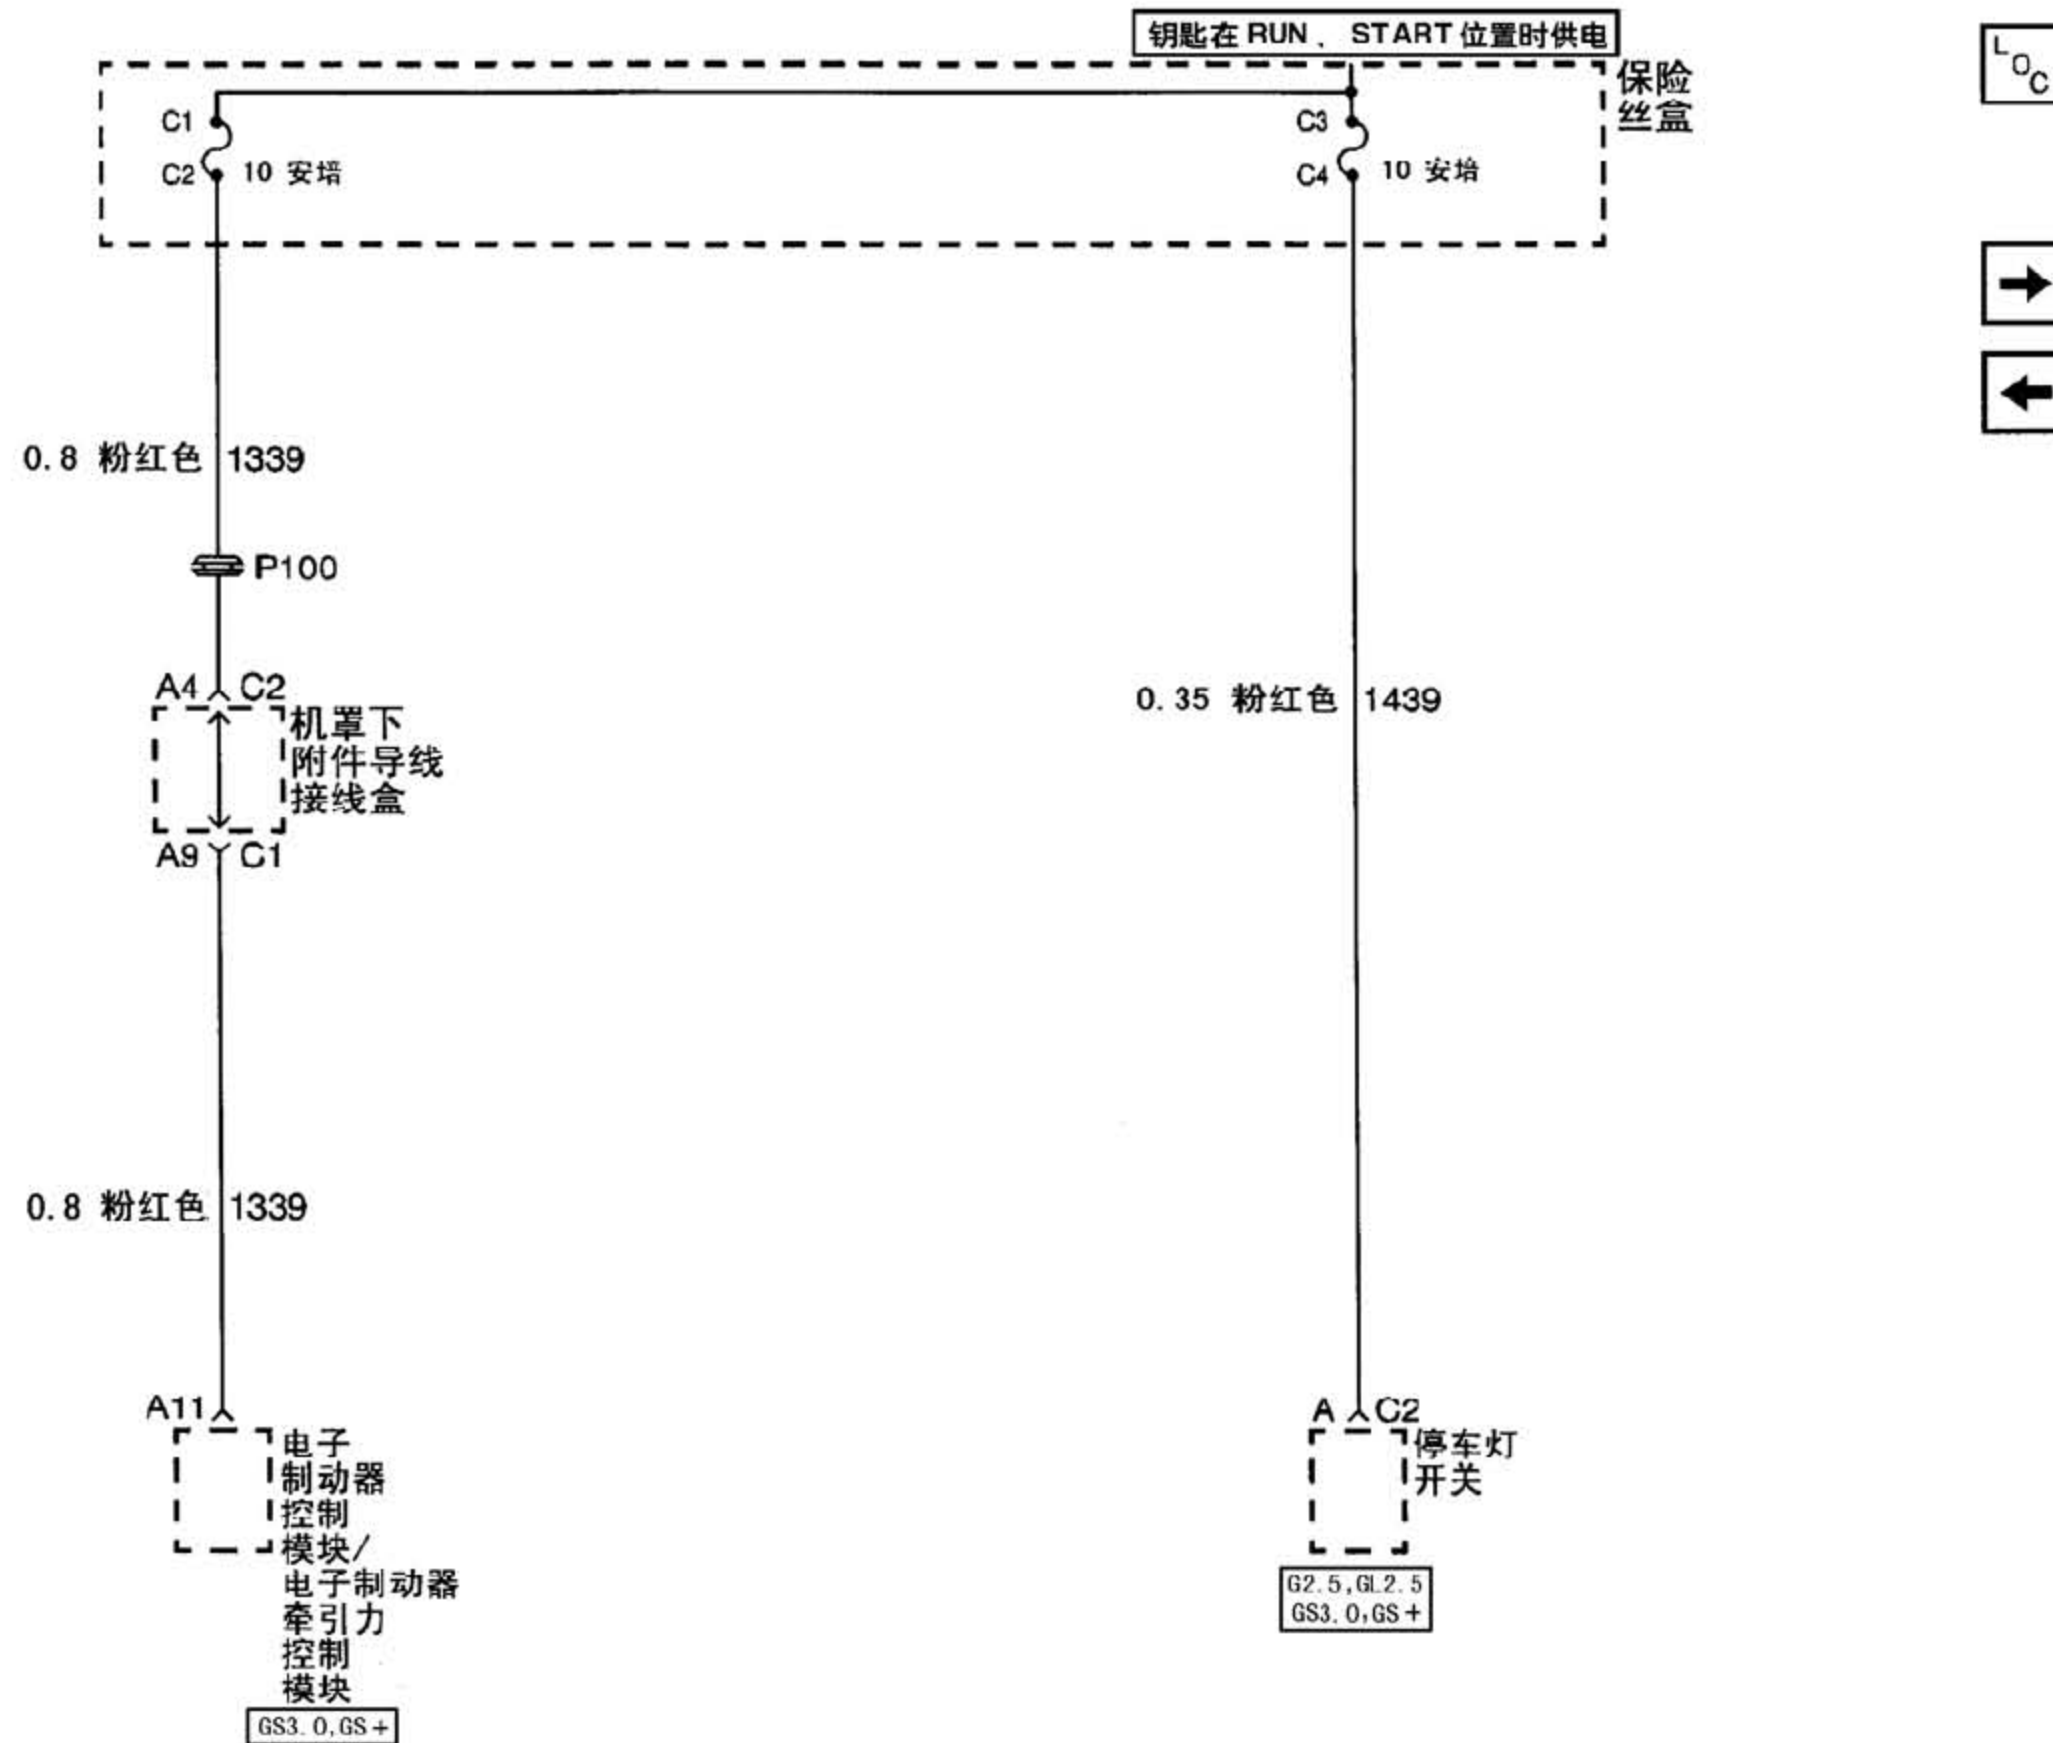 钥匙在 RUN、START 位置时供电
LOC
保险
丝盒
C1
C2 10 安培
C3
C4 10 安培
0.8 粉红色 1339
P100
A4 C2
机罩下
附件导线
接线盒
A9 C1
0.35 粉红色 1439
0.8 粉红色 1339
A11
电子
制动器
控制
模块/
电子制动器
牵引力
控制
模块
GS3.0,GS+
A C2
停车灯
开关
G2.5,GL2.5
GS3.0,GS+